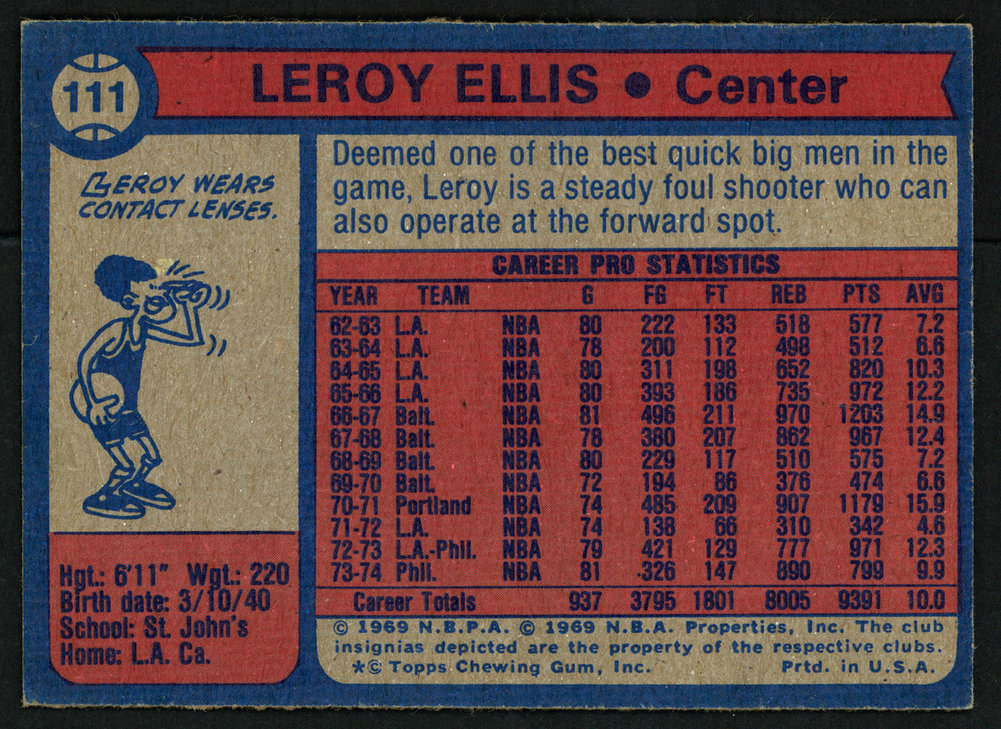 111
LEROY ELLIS • Center
LEROY WEARS
CONTACT LENSES.
Deemed one of the best quick big men in the
game, Leroy is a steady foul shooter who can
also operate at the forward spot.
CAREER PRO STATISTICS
YEAR TEAM G FG FT REB PTS AVG
62-63 L.A. NBA 80 222 133 518 577 7.2
63-64 L.A. NBA 78 200 112 498 512 6.6
64-65 L.A. NBA 80 311 198 652 820 10.3
65-66 L.A. NBA 80 393 186 735 972 12.2
66-67 Balt. NBA 81 496 211 970 1203 14.9
67-68 Balt. NBA 78 380 207 862 967 12.4
68-69 Balt. NBA 80 229 117 510 575 7.2
69-70 Balt. NBA 72 194 86 376 474 6.6
70-71 Portland NBA 74 485 209 907 1179 15.9
71-72 L.A. NBA 74 138 66 310 342 4.6
72-73 L.A.-Phil. NBA 79 421 129 777 971 12.3
73-74 Phil. NBA 81 326 147 890 799 9.9
Career Totals 937 3795 1801 8005 9391 10.0
Hgt.: 6'11" Wgt.: 220
Birth date: 3/10/40
School: St. John's
Home: L.A. Ca.
© 1969 N.B.P.A. © 1969 N.B.A. Properties, Inc. The club
insignias depicted are the property of the respective clubs.
*© Topps Chewing Gum, Inc. Prtd. in U.S.A.